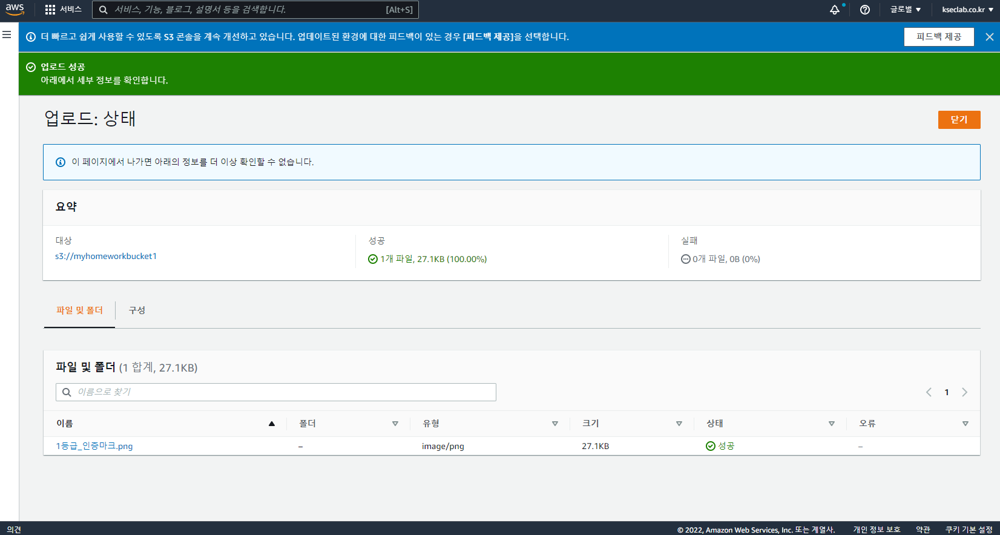 aws
서비스
서비스, 기능, 블로그, 설명서 등을 검색합니다.
[Alt+S]
글로벌
kseclab.co.kr
더 빠르고 쉽게 사용할 수 있도록 S3 콘솔을 계속 개선하고 있습니다. 업데이트된 환경에 대한 피드백이 있는 경우 [피드백 제공]을 선택합니다.
피드백 제공
업로드 성공
아래에서 세부 정보를 확인합니다.
업로드: 상태
닫기
이 페이지에서 나가면 아래의 정보를 더 이상 확인할 수 없습니다.
요약
대상
s3://myhomeworkbucket1
성공
1개 파일, 27.1KB (100.00%)
실패
0개 파일, 0B (0%)
파일 및 폴더
구성
파일 및 폴더 (1 합계, 27.1KB)
이름으로 찾기
1
이름
폴더
유형
크기
상태
오류
1등급_인증마크.png
–
image/png
27.1KB
성공
–
의견
© 2022, Amazon Web Services, Inc. 또는 계열사.
개인 정보 보호
약관
쿠키 기본 설정